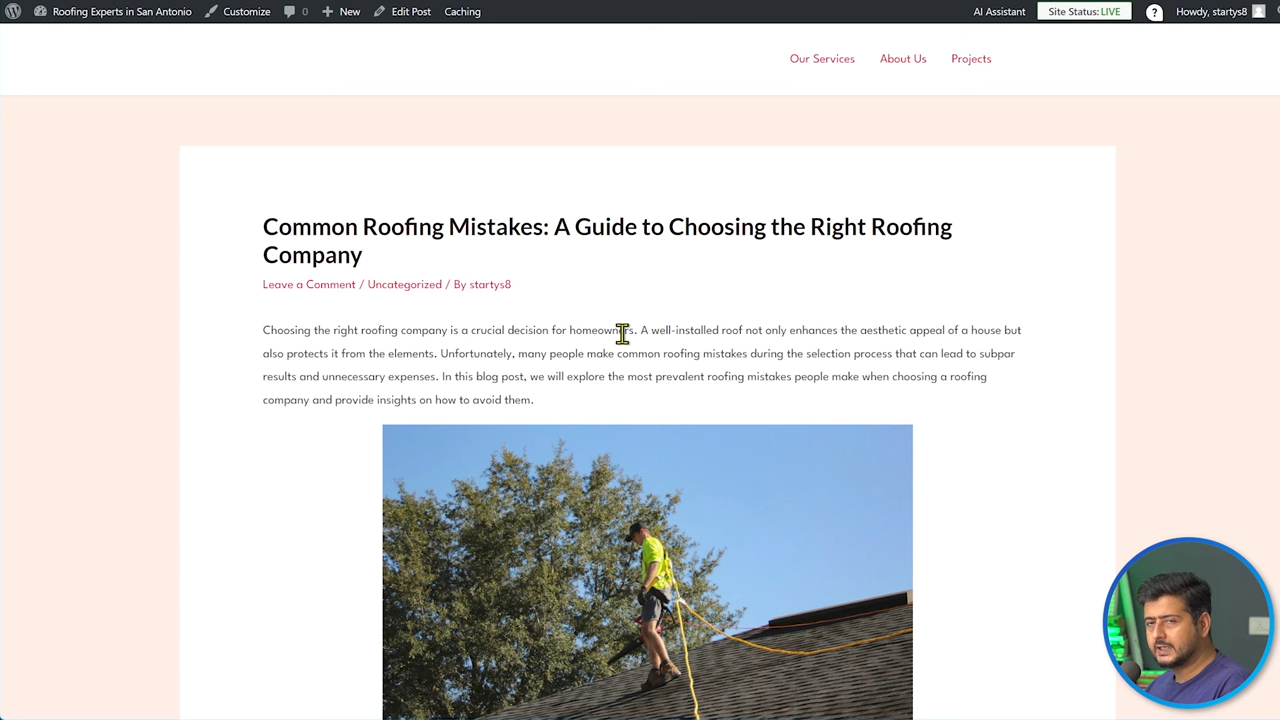 Roofing Experts in San Antonio Customize 0 New Edit Post Caching AI Assistant Site Status: LIVE ? Howdy, startys8
Our Services About Us Projects
Common Roofing Mistakes: A Guide to Choosing the Right Roofing
Company
Leave a Comment / Uncategorized / By startys8
Choosing the right roofing company is a crucial decision for homeowners. A well-installed roof not only enhances the aesthetic appeal of a house but
also protects it from the elements. Unfortunately, many people make common roofing mistakes during the selection process that can lead to subpar
results and unnecessary expenses. In this blog post, we will explore the most prevalent roofing mistakes people make when choosing a roofing
company and provide insights on how to avoid them.